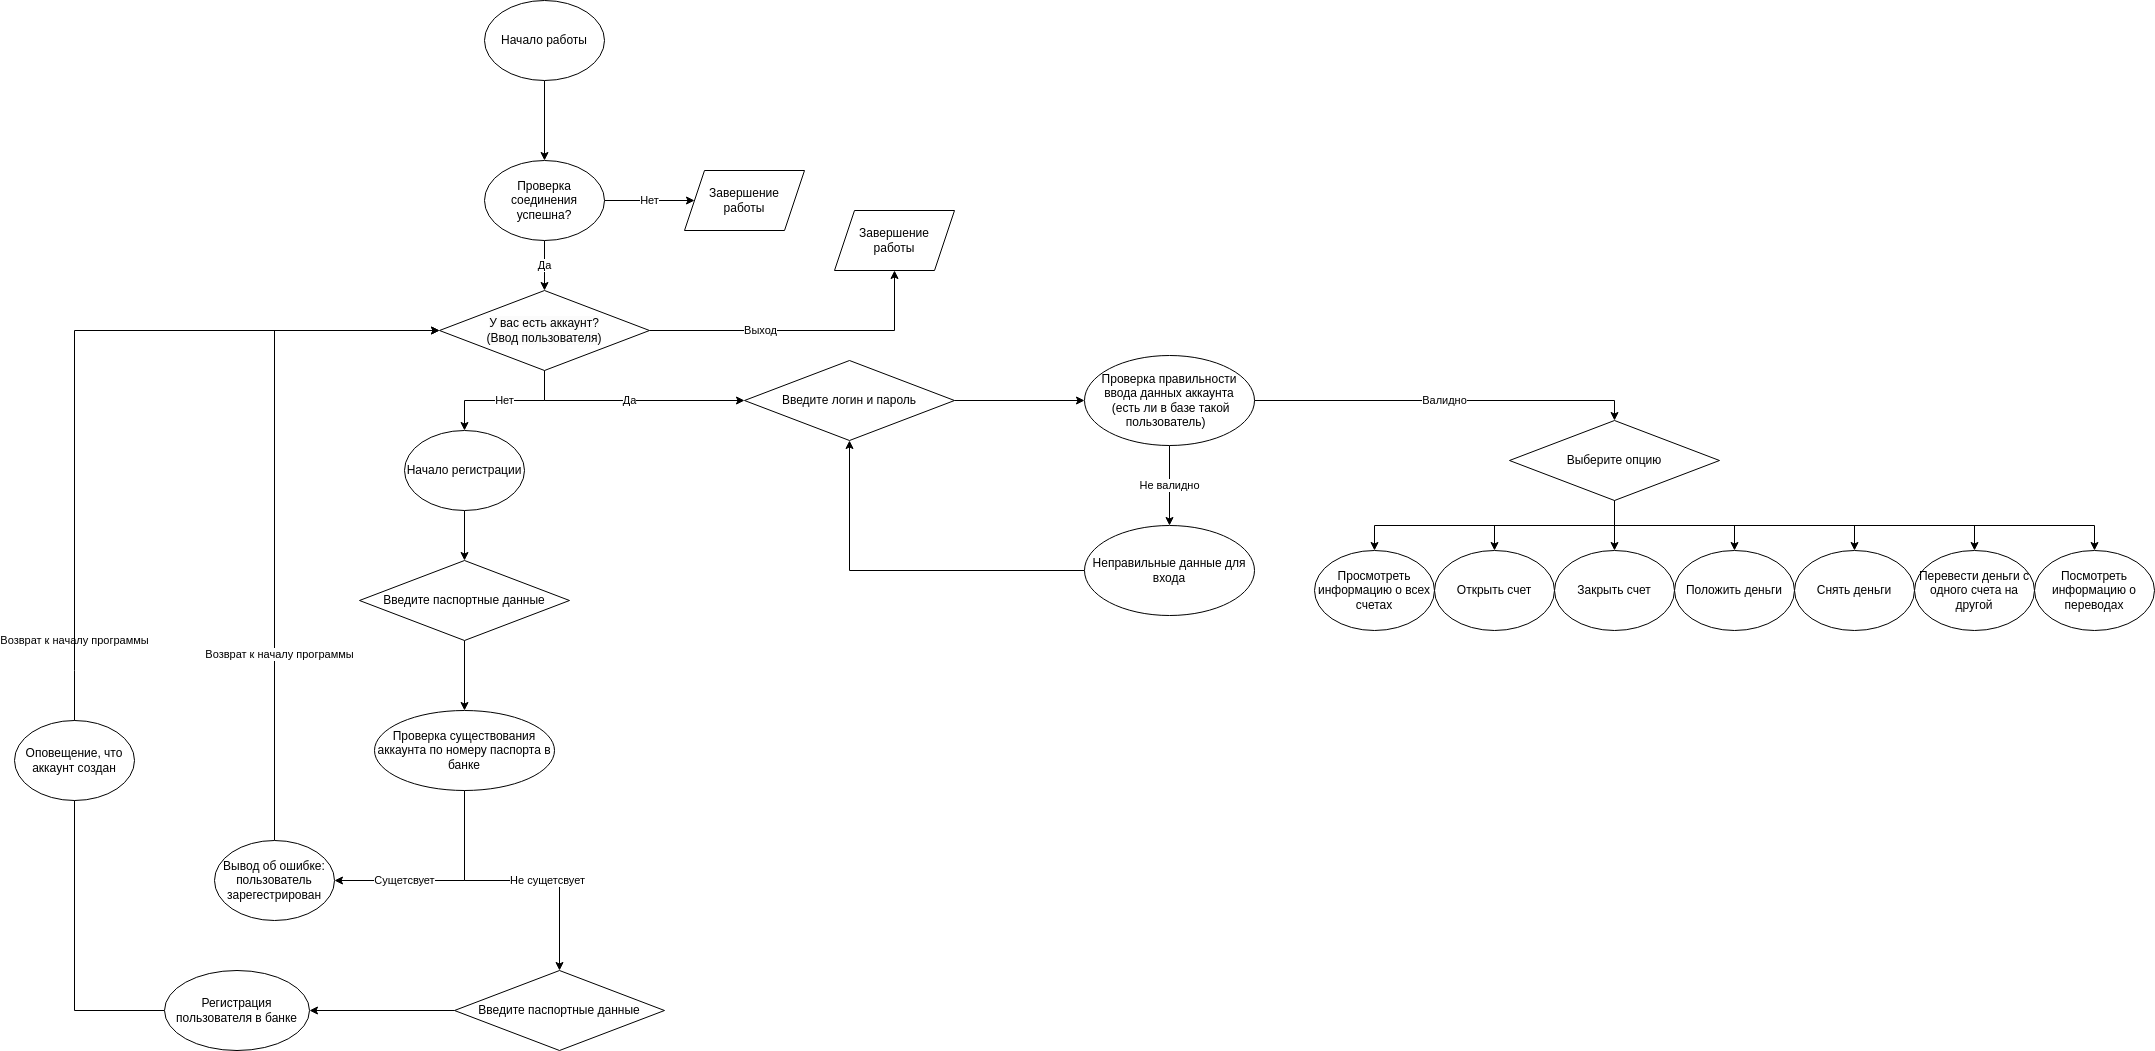 Начало работы
Проверка
соединения
успешна?
Нет
Завершение
работы
Завершение
работы
Да
У вас есть аккаунт?
(Ввод пользователя)
Выход
Нет
Да
Введите логин и пароль
Проверка правильности
ввода данных аккаунта
(есть ли в базе такой
пользователь)
Валидно
Выберите опцию
Начало регистрации
Не валидно
Неправильные данные для
входа
Просмотреть
информацию о всех
счетах
Открыть счет
Закрыть счет
Положить деньги
Снять деньги
Перевести деньги с
одного счета на
другой
Посмотреть
информацию о
переводах
Введите паспортные данные
Возврат к началу программы
Возврат к началу программы
Проверка существования
аккаунта по номеру паспорта в
банке
Оповещение, что
аккаунт создан
Вывод об ошибке:
пользователь
зарегестрирован
Сущетсвует
Не сущетсвует
Регистрация
пользователя в банке
Введите паспортные данные